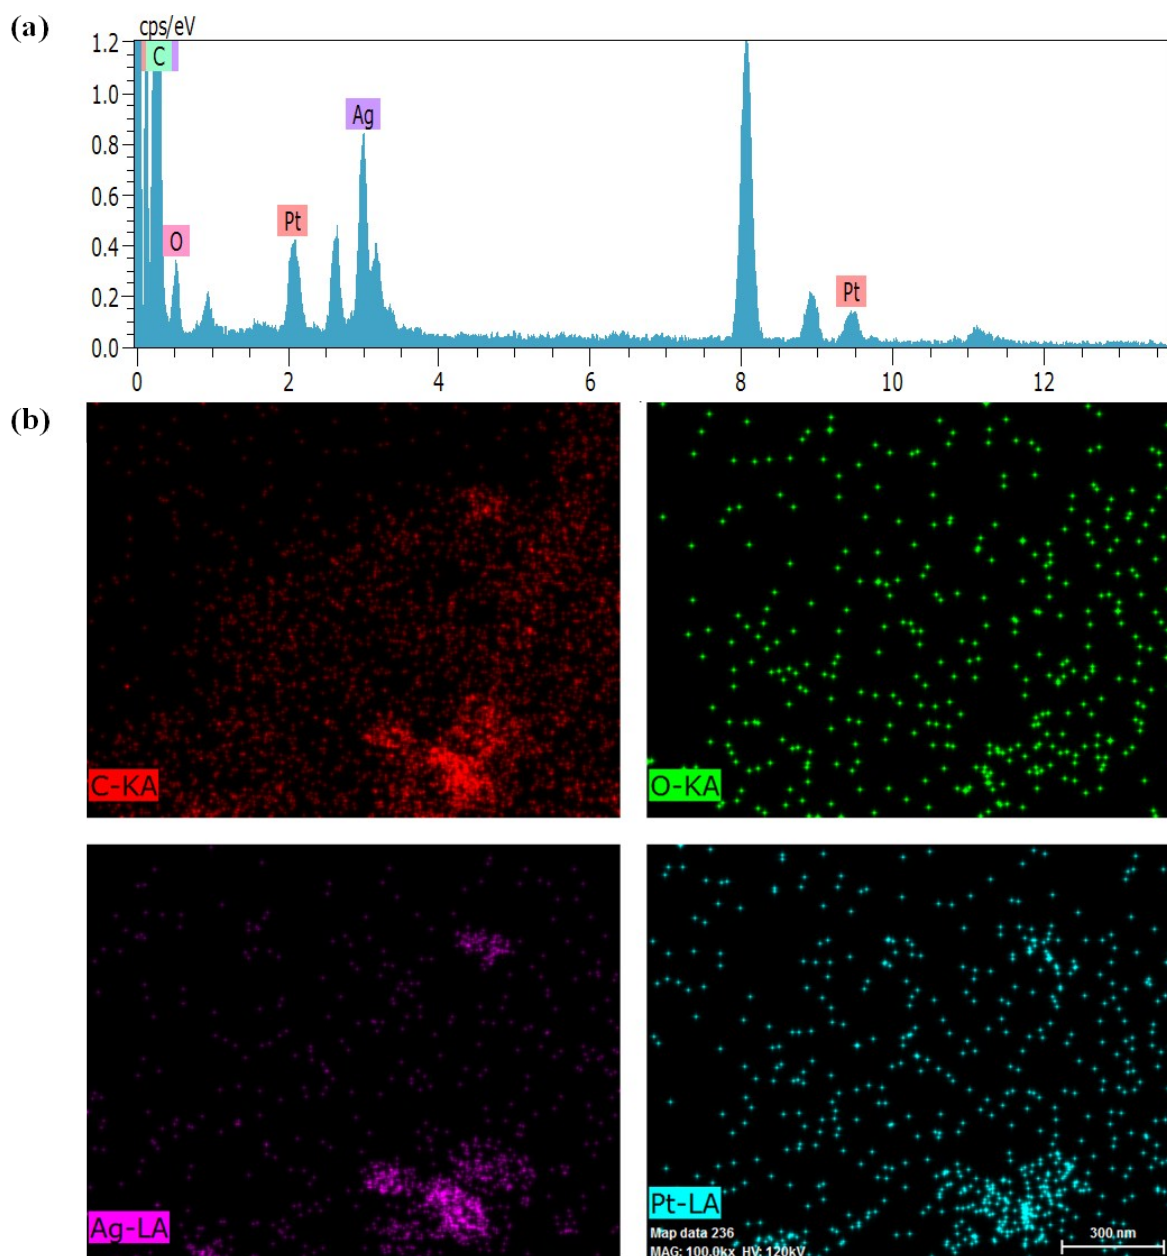 (a)
cps/eV
1.2
1.0
0.8
0.6
0.4
0.2
0.0
C
O
Pt
Ag
Pt
0 2 4 6 8 10 12
(b)
C-KA
O-KA
Ag-LA
Pt-LA
Map data 236
MAG: 100.0kx HV: 120kV
300 nm